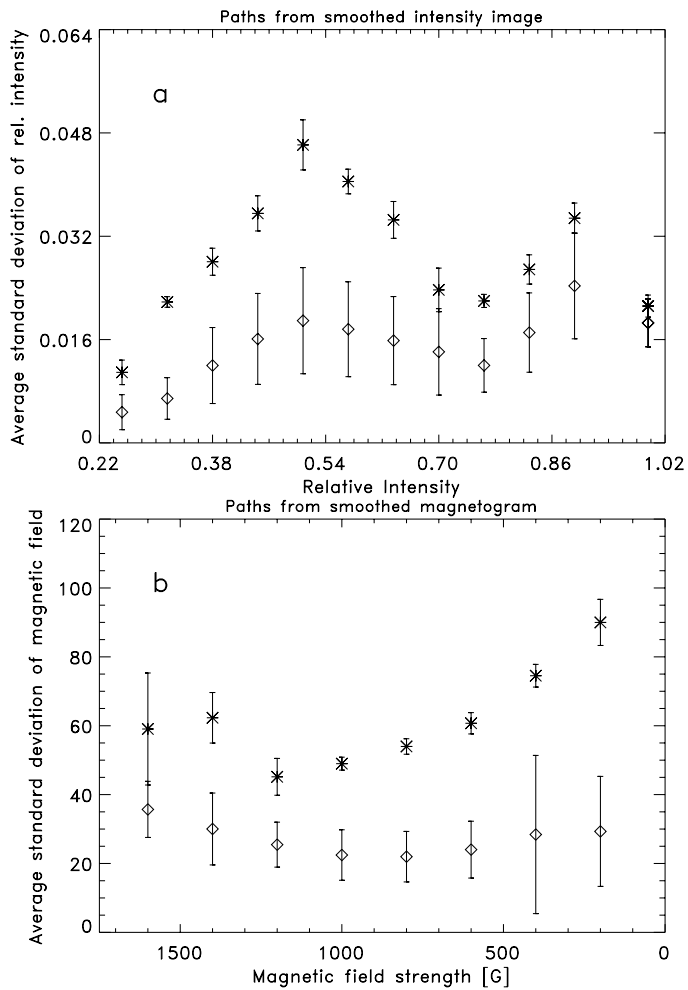 Paths from smoothed intensity image
Average standard deviation of rel. intensity
0.064
0.048
0.032
0.016
0
a
0.22 0.38 0.54 0.70 0.86 1.02
Relative Intensity
Paths from smoothed magnetogram
Average standard deviation of magnetic field
120
100
80
60
40
20
0
b
1500 1000 500 0
Magnetic field strength [G]